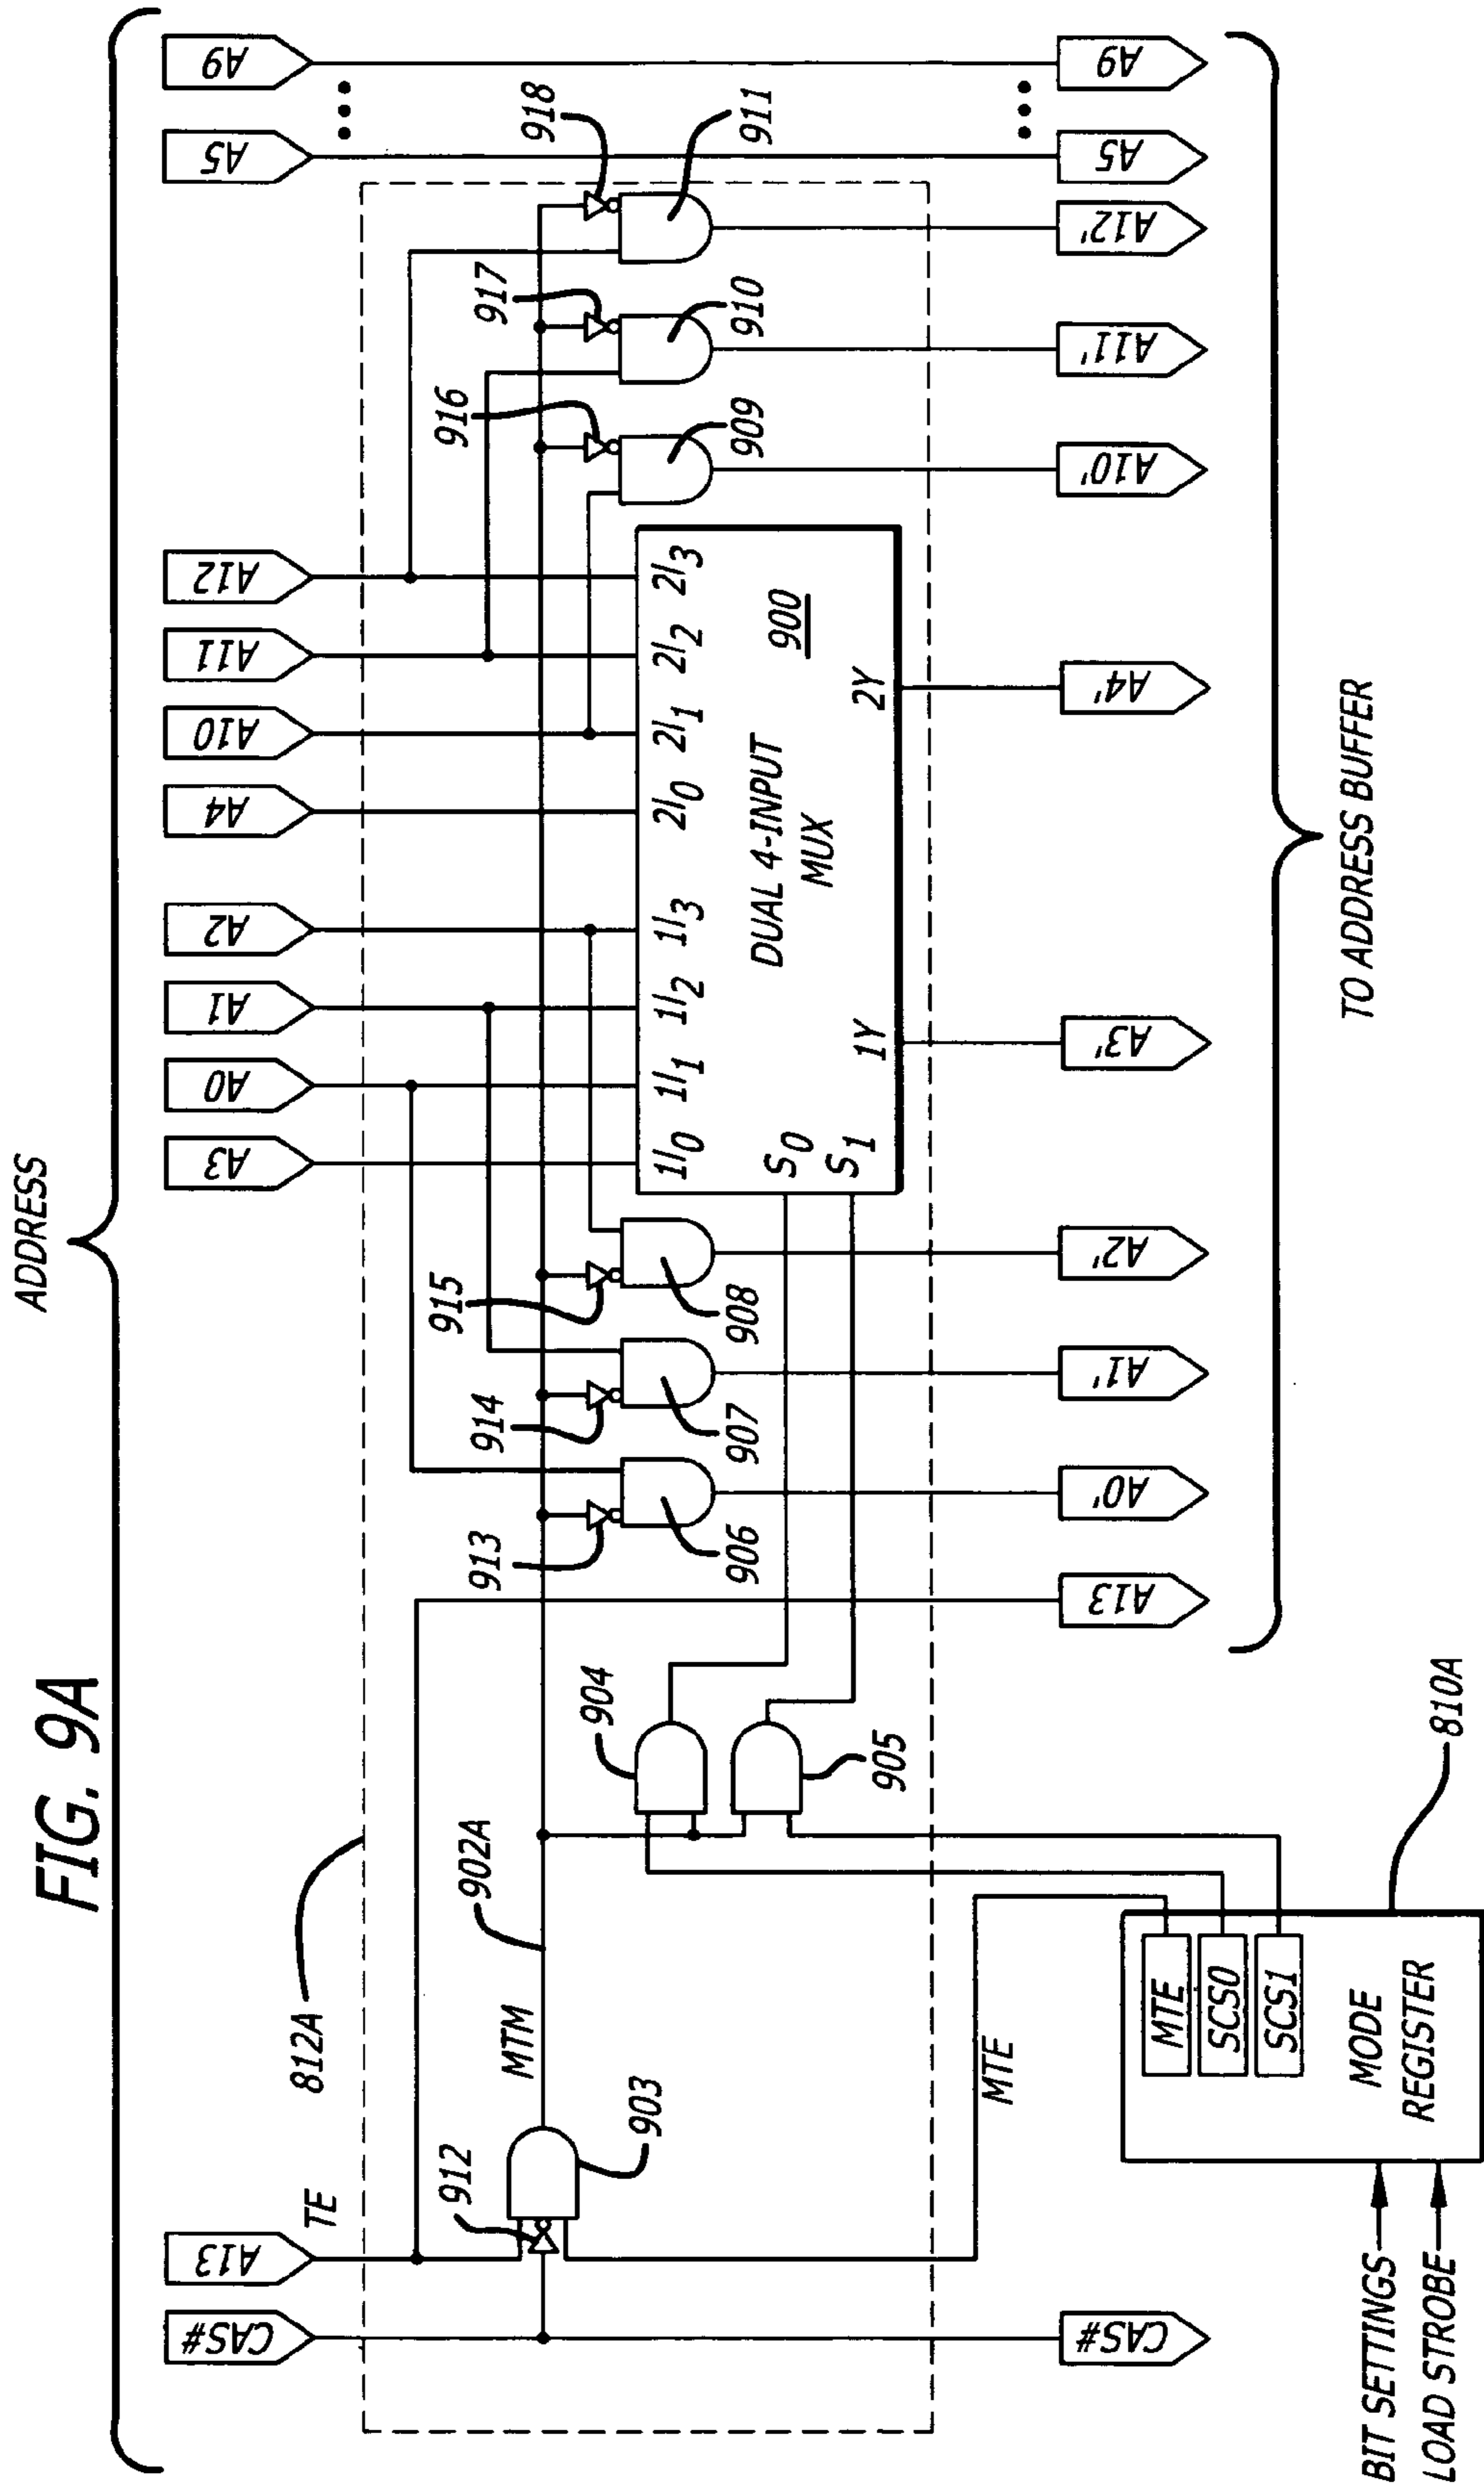 FIG. 9A
ADDRESS
CAS#
A13
A3
A0
A1
A2
A4
A10
A11
A12
A5
A9
TE
812A
912
903
MTM
902A
913
914
915
916
917
918
906
907
908
909
910
911
904
905
1I0
1I1
1I2
1I3
2I0
2I1
2I2
2I3
S0
S1
DUAL 4-INPUT
MUX
900
1Y
2Y
MTE
CAS#
A13
A0'
A1'
A2'
A3'
A4'
A10'
A11'
A12'
A5
A9
TO ADDRESS BUFFER
BIT SETTINGS
LOAD STROBE
MTE
SCS0
SCS1
MODE
REGISTER
810A